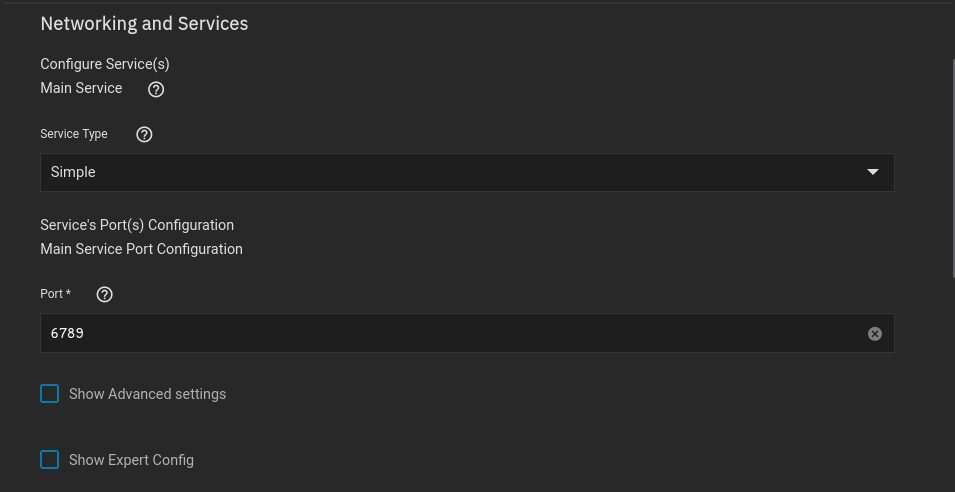 Networking and Services
Configure Service(s)
Main Service
Service Type
Simple
Service's Port(s) Configuration
Main Service Port Configuration
Port *
6789
Show Advanced settings
Show Expert Config